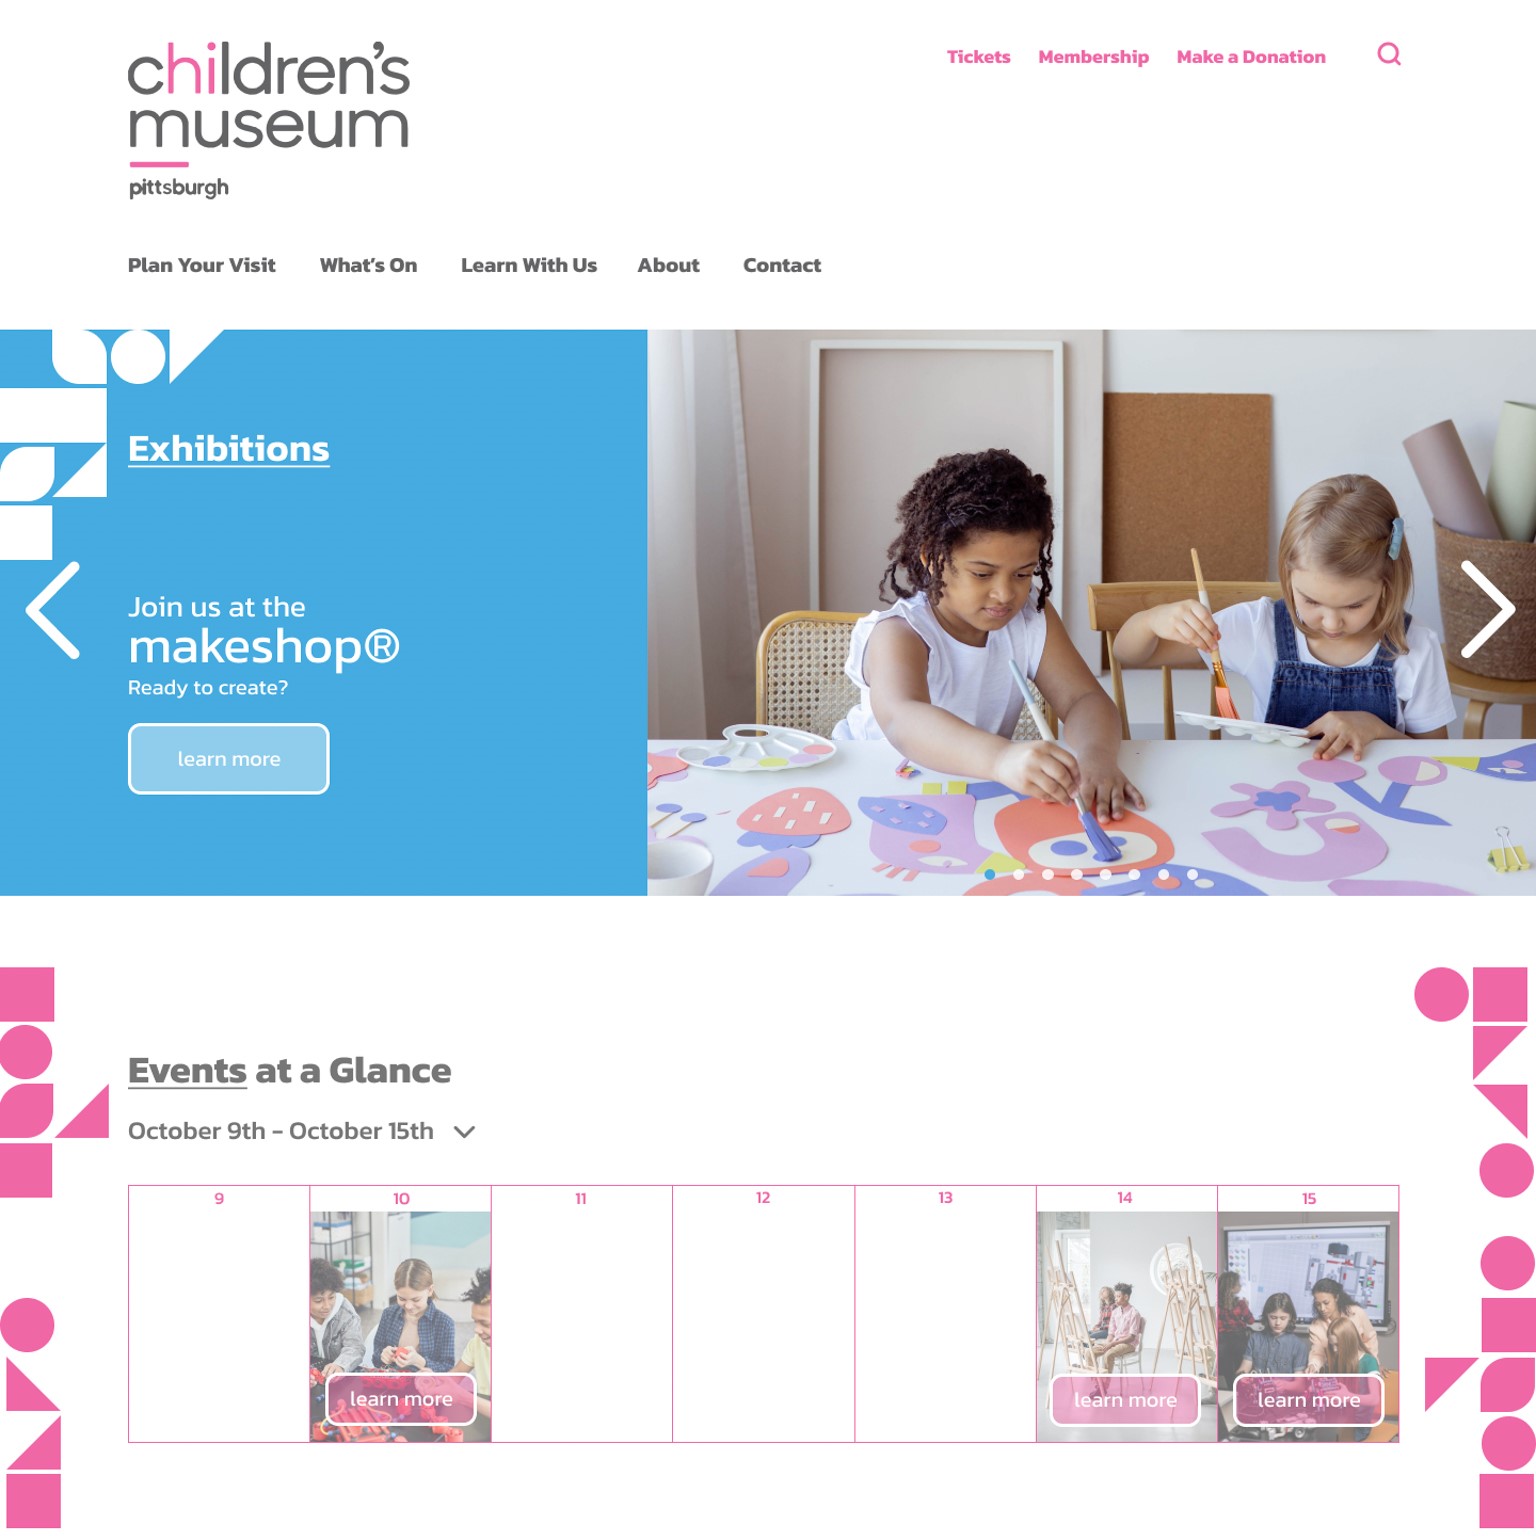 children's
museum
pittsburgh
Tickets Membership Make a Donation
Plan Your Visit What's On Learn With Us About Contact
Exhibitions
Join us at the
makeshop®
Ready to create?
learn more
Events at a Glance
October 9th - October 15th
9 10 11 12 13 14 15
learn more learn more learn more